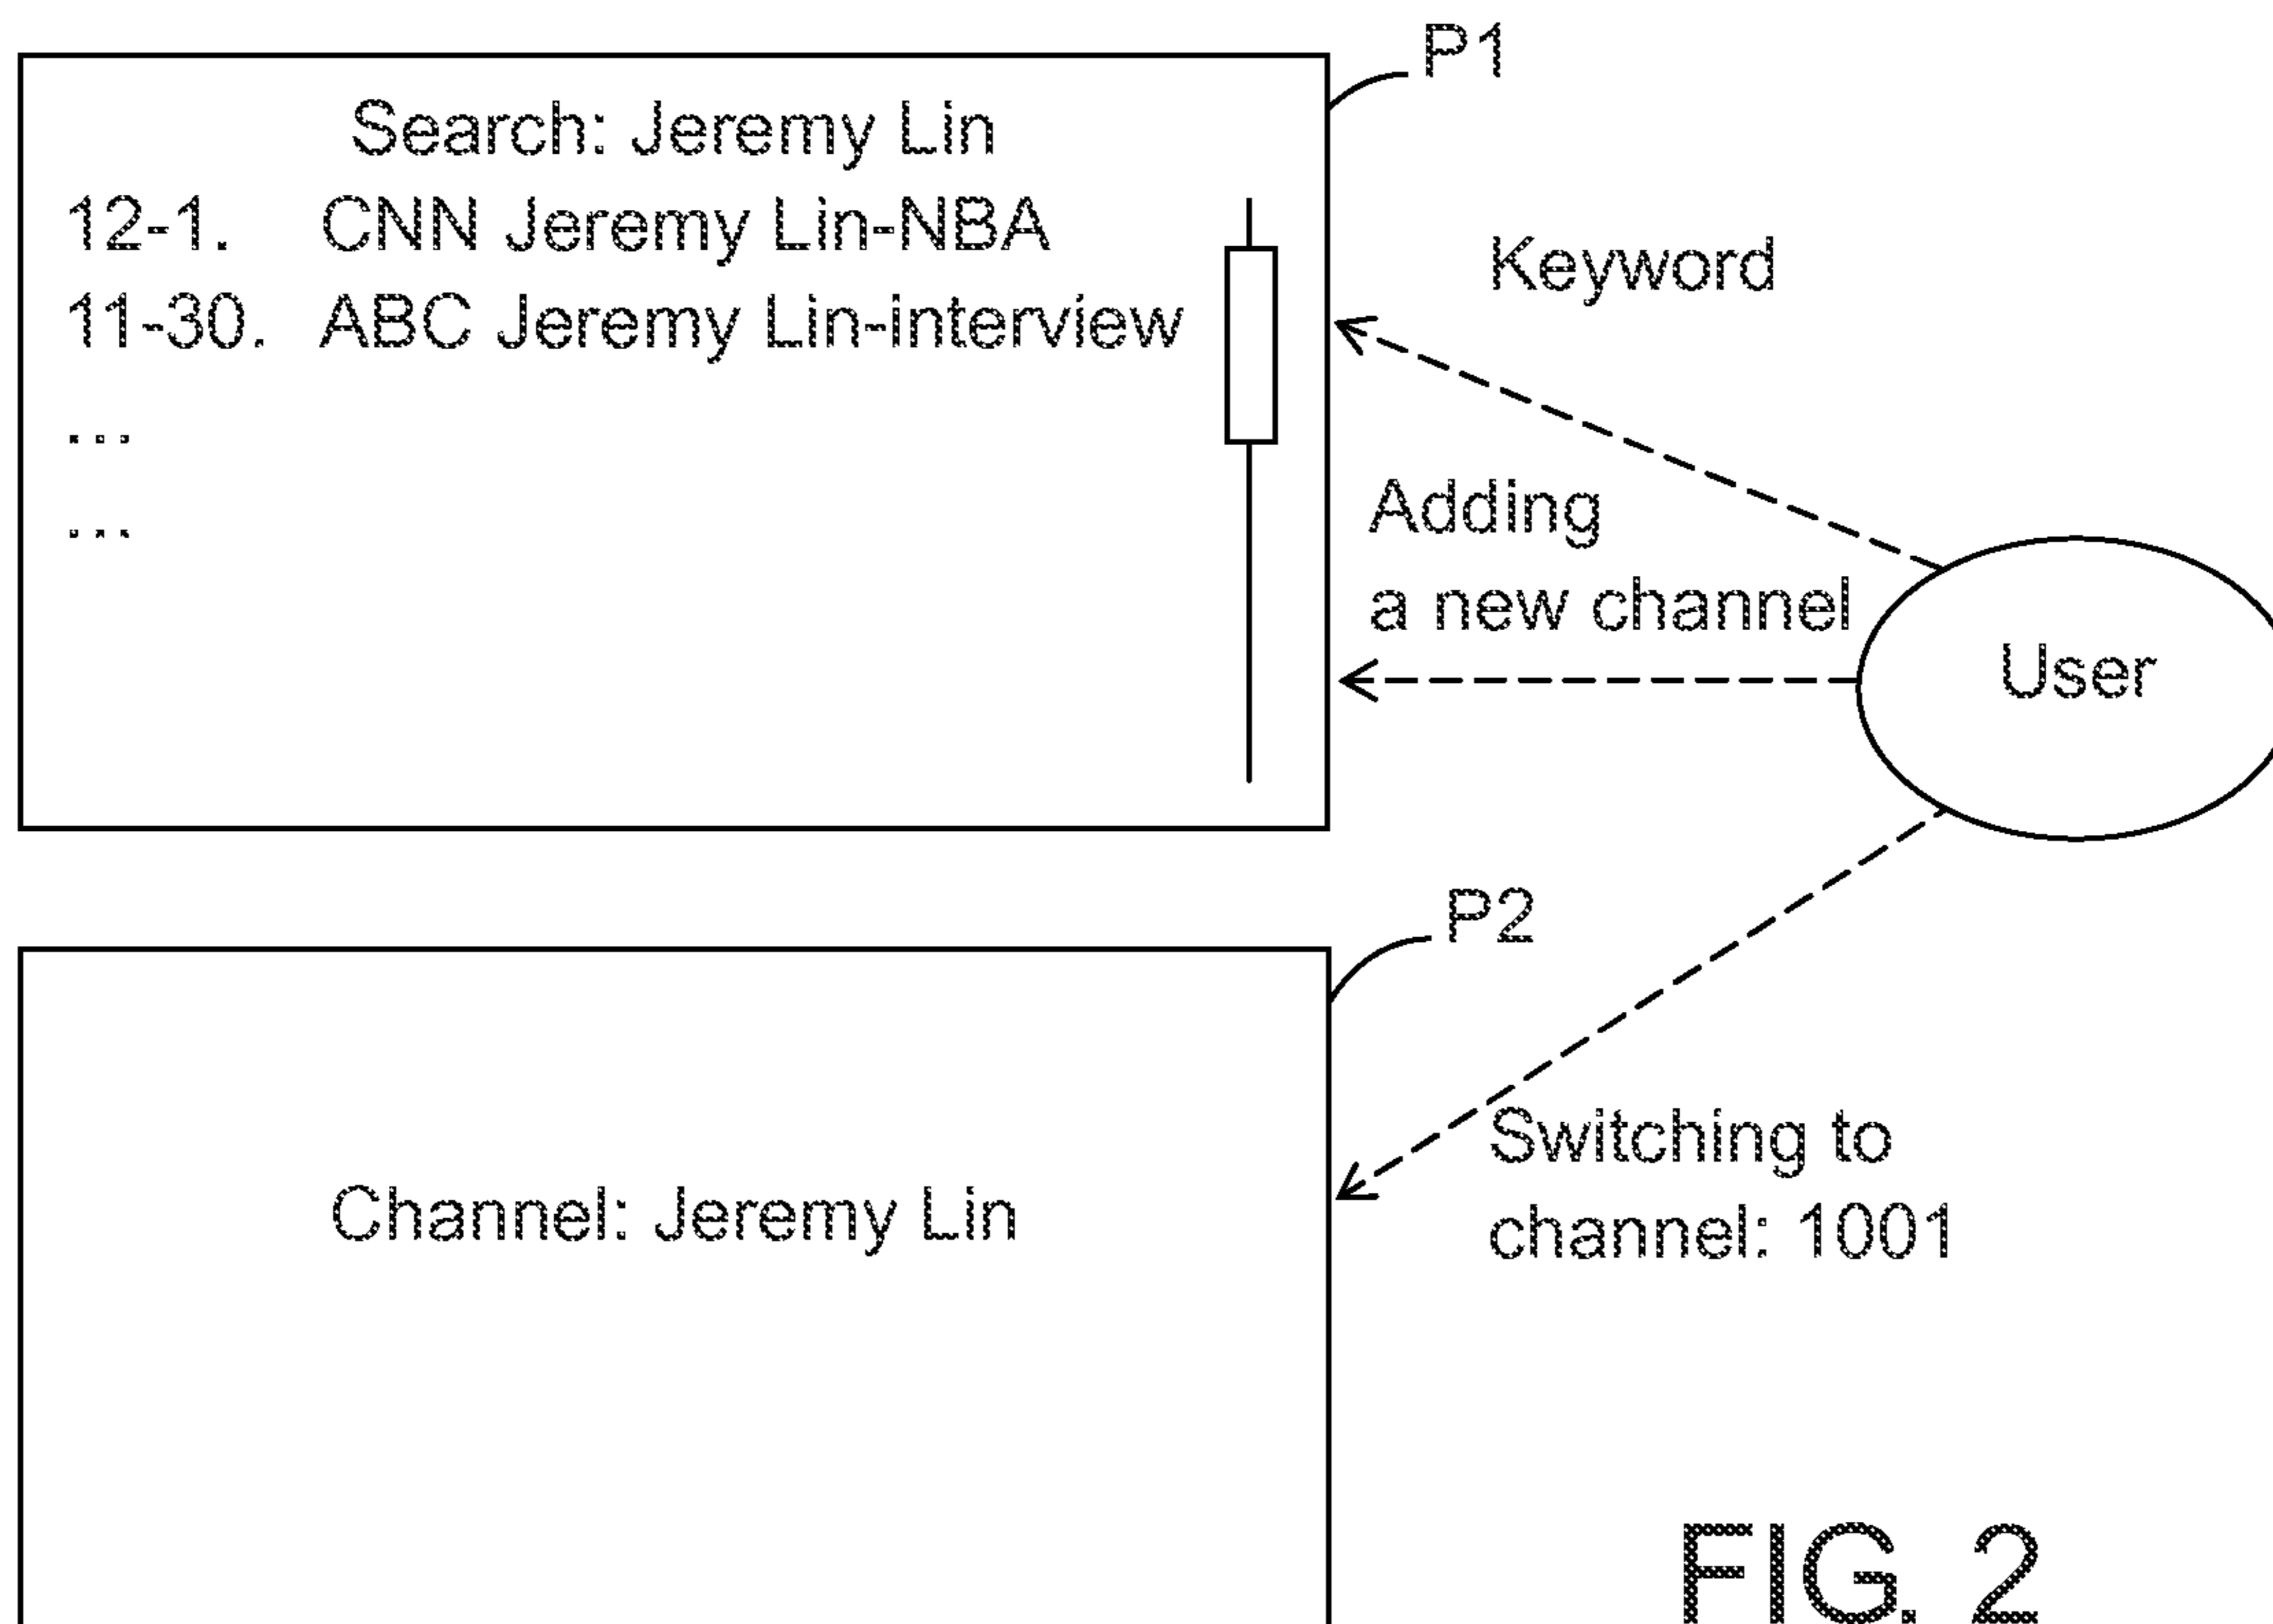 P1
Search: Jeremy Lin
12-1. CNN Jeremy Lin-NBA
11-30. ABC Jeremy Lin-interview
...
...
Keyword
Adding
a new channel
User
P2
Channel: Jeremy Lin
Switching to
channel: 1001
FIG. 2